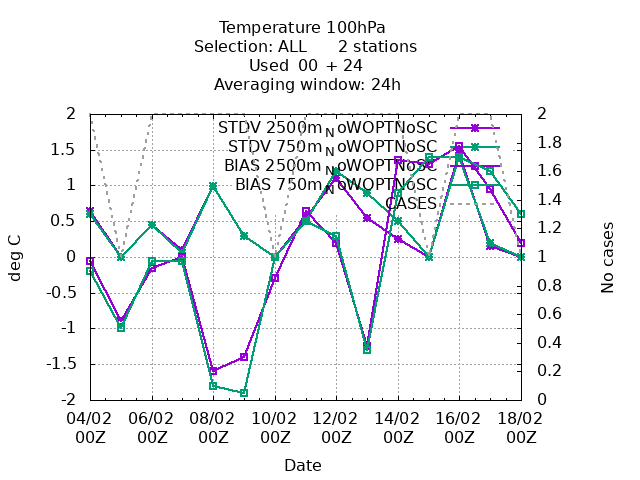 Temperature 100hPa
Selection: ALL 2 stations
Used 00 + 24
Averaging window: 24h
STDV 2500m NoWOPTNoSC
STDV 750m NoWOPTNoSC
BIAS 2500m NoWOPTNoSC
BIAS 750m NoWOPTNoSC
CASES
2
1.5
1
0.5
0
-0.5
-1
-1.5
-2
deg C
2
1.8
1.6
1.4
1.2
1
0.8
0.6
0.4
0.2
0
No cases
04/02 06/02 08/02 10/02 12/02 14/02 16/02 18/02
00Z 00Z 00Z 00Z 00Z 00Z 00Z 00Z
Date